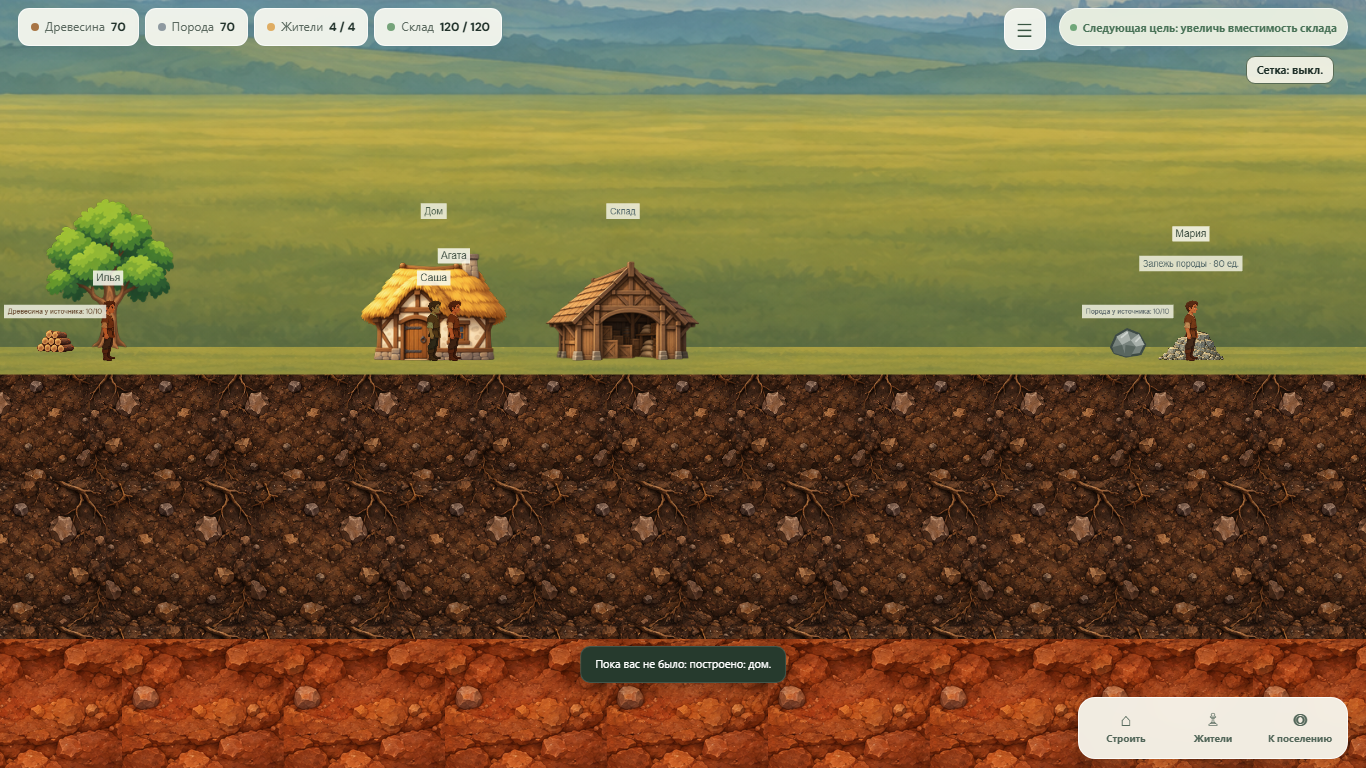 Древесина 70
Порода 70
Жители 4 / 4
Склад 120 / 120
Следующая цель: увеличь вместимость склада
Сетка: выкл.
Дом
Склад
Мария
Агата
Залежь породы · 80 ед.
Илья
Саша
Древесина у источника: 10/10
Порода у источника: 10/10
Пока вас не было: построено: дом.
Строить
Жители
К поселению